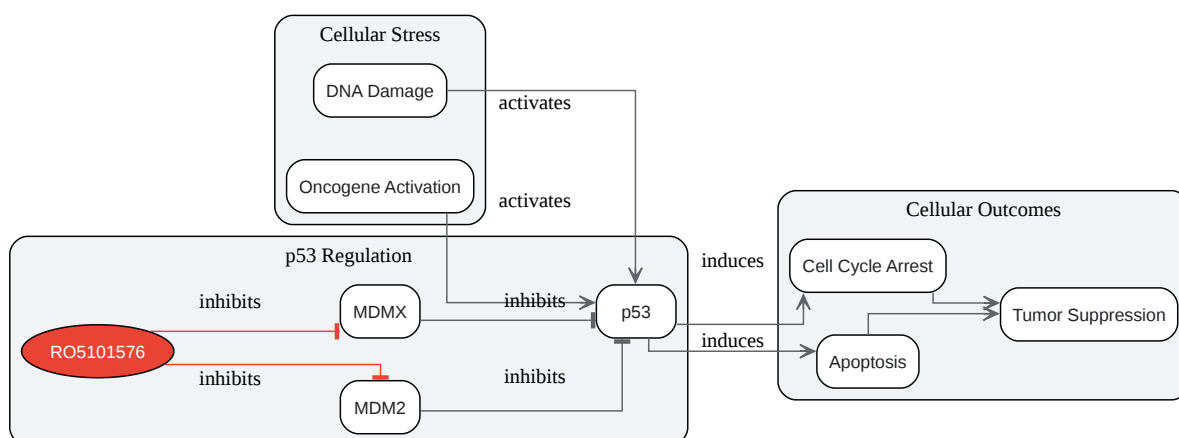 Cellular Stress
DNA Damage
activates
Oncogene Activation
activates
Cellular Outcomes
p53 Regulation
induces
Cell Cycle Arrest
inhibits
MDMX
inhibits
p53
Tumor Suppression
RO5101576
induces
Apoptosis
inhibits
inhibits
MDM2